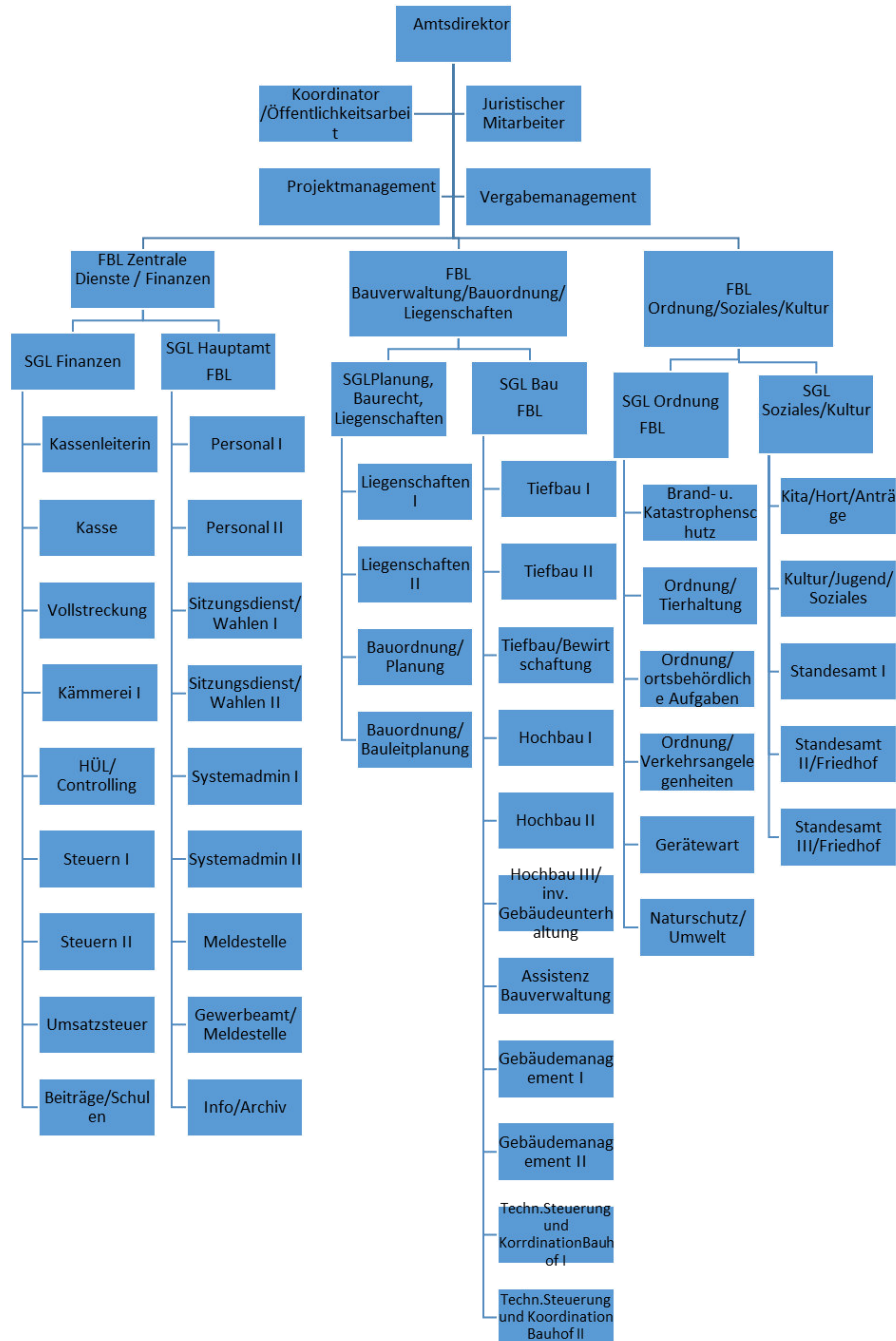 Amtsdirektor
Koordinator
/Öffentlichkeitsarbei
t
Juristischer
Mitarbeiter
Projektmanagement
Vergabemanagement
FBL Zentrale
Dienste / Finanzen
FBL
Bauverwaltung/Bauordnung/
Liegenschaften
FBL
Ordnung/Soziales/Kultur
SGL Finanzen
SGL Hauptamt
FBL
SGLPlanung,
Baurecht,
Liegenschaften
SGL Bau
FBL
SGL Ordnung
FBL
SGL
Soziales/Kultur
Kassenleiterin
Kasse
Vollstreckung
Kämmerei I
HÜL/
Controlling
Steuern I
Steuern II
Umsatzsteuer
Beiträge/Schul
en
Personal I
Personal II
Sitzungsdienst/
Wahlen I
Sitzungsdienst/
Wahlen II
Systemadmin I
Systemadmin II
Meldestelle
Gewerbeamt/
Meldestelle
Info/Archiv
Liegenschaften
I
Liegenschaften
II
Bauordnung/
Planung
Bauordnung/
Bauleitplanung
Tiefbau I
Tiefbau II
Tiefbau/Bewirt
schaftung
Hochbau I
Hochbau II
Hochbau III/
inv.
Gebäudeunter
haltung
Assistenz
Bauverwaltung
Gebäudemanag
ement I
Gebäudemanag
ement II
Techn.Steuerung
und
KorrdinationBauh
of I
Techn.Steuerung
und Koordination
Bauhof II
Brand- u.
Katastrophensc
hutz
Ordnung/
Tierhaltung
Ordnung/
ortsbehördlich
e Aufgaben
Ordnung/
Verkehrsangele
genheiten
Gerätewart
Naturschutz/
Umwelt
Kita/Hort/Anträ
ge
Kultur/Jugend/
Soziales
Standesamt I
Standesamt
II/Friedhof
Standesamt
III/Friedhof